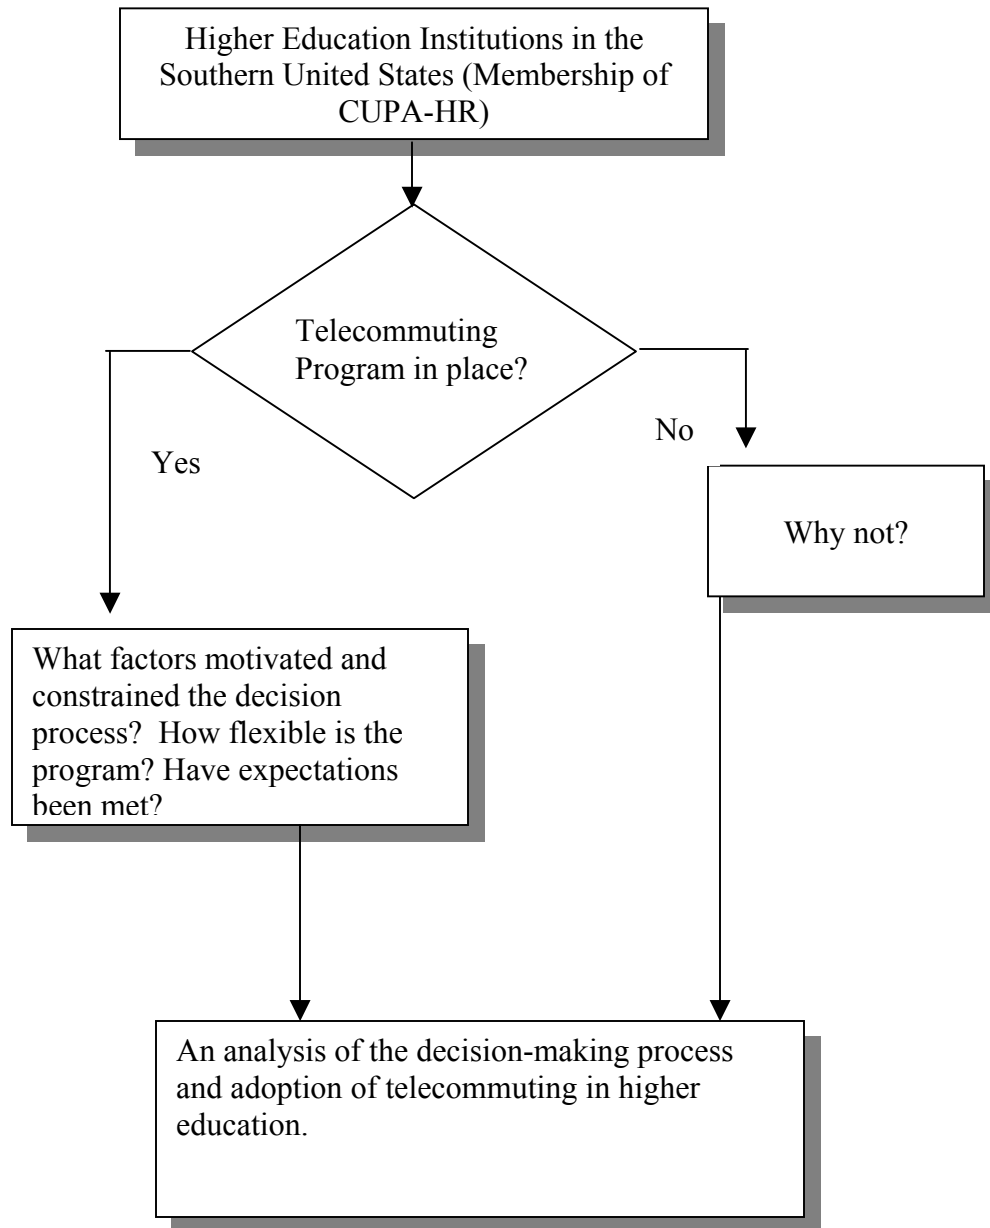 Higher Education Institutions in the
Southern United States (Membership of
CUPA-HR)
Telecommuting
Program in place?
No
Yes
Why not?
What factors motivated and
constrained the decision
process?  How flexible is the
program? Have expectations
been met?
An analysis of the decision-making process
and adoption of telecommuting in higher
education.